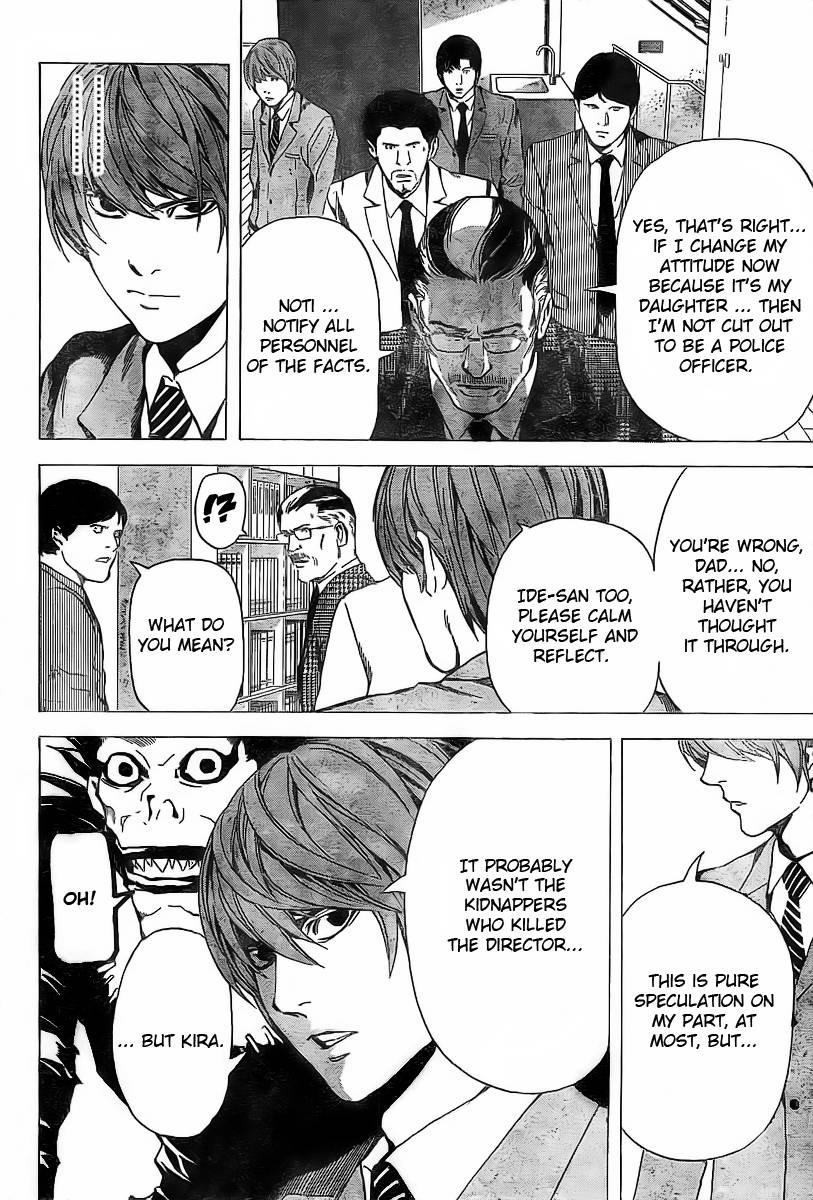 YES, THAT'S RIGHT...
IF I CHANGE MY
ATTITUDE NOW
BECAUSE IT'S MY
DAUGHTER ... THEN
I'M NOT CUT OUT
TO BE A POLICE
OFFICER.
NOTI ...
NOTIFY ALL
PERSONNEL
OF THE FACTS.
YOU'RE WRONG,
DAD... NO,
RATHER, YOU
HAVEN'T
THOUGHT
IT THROUGH.
IDE-SAN TOO,
PLEASE CALM
YOURSELF AND
REFLECT.
!?
WHAT DO
YOU MEAN?
THIS IS PURE
SPECULATION ON
MY PART, AT
MOST, BUT...
IT PROBABLY
WASN'T THE
KIDNAPPERS
WHO KILLED
THE DIRECTOR...
... BUT KIRA.
OH!